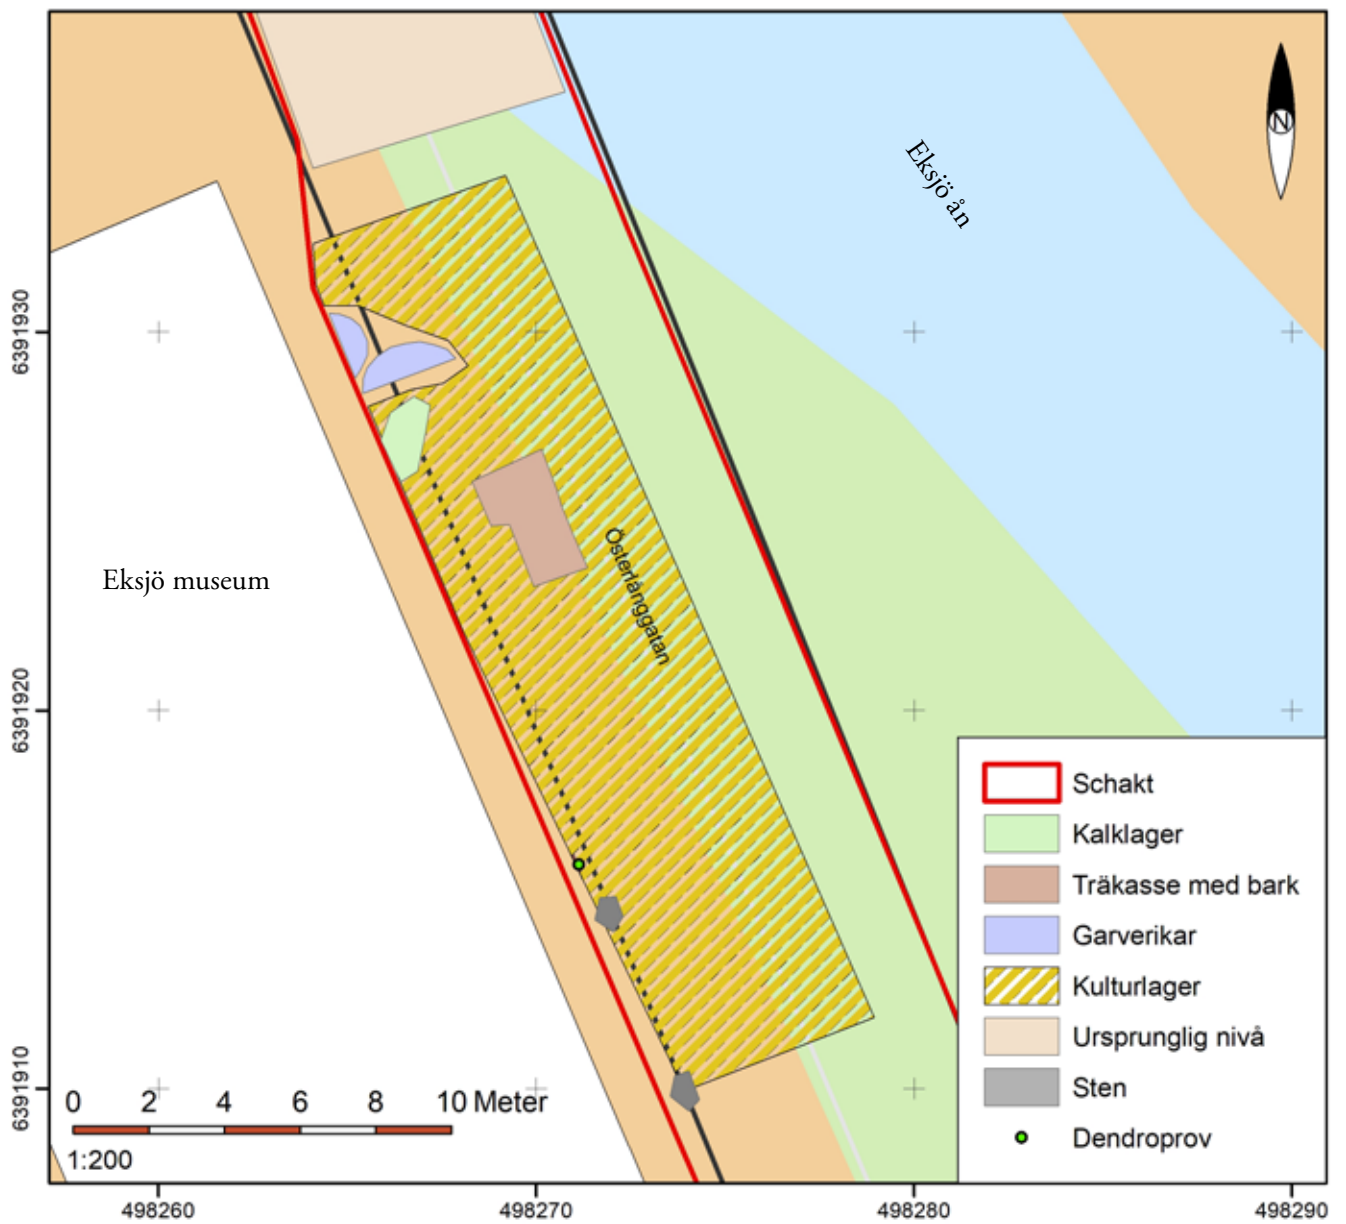 N
Eksjö ån
6391930
Eksjö museum
Österlånggatan
6391920
Schakt
Kalklager
Träkasse med bark
Garverikar
Kulturlager
Ursprunglig nivå
Sten
Dendroprov
6391910
0 2 4 6 8 10 Meter
1:200
498260 498270 498280 498290